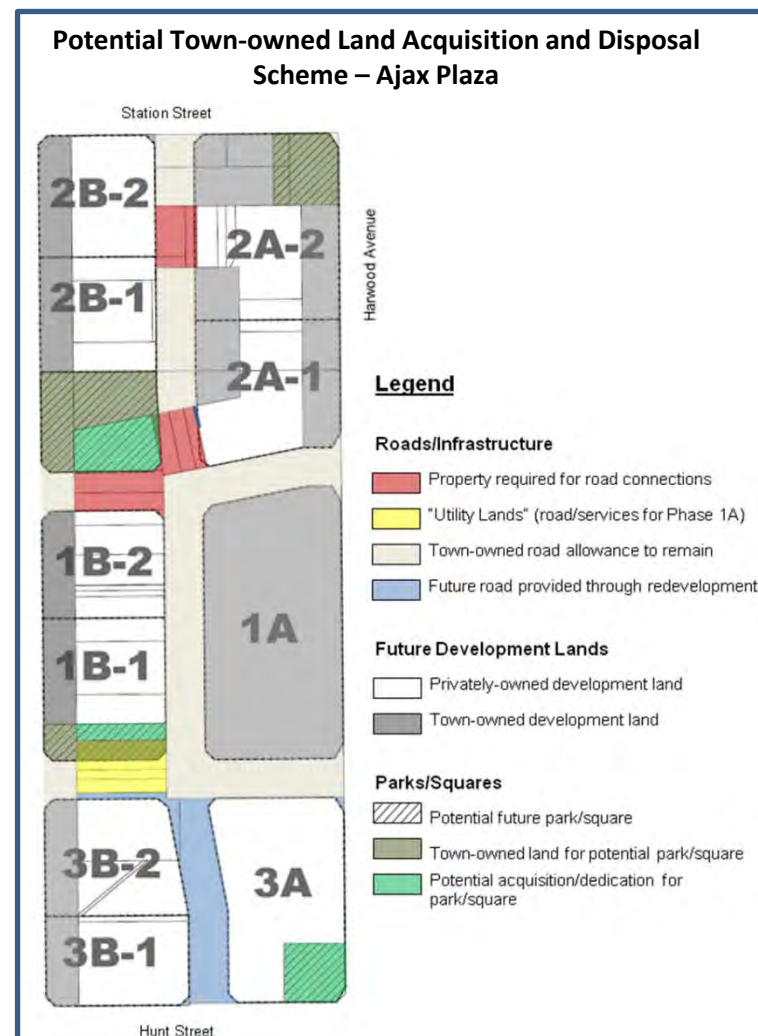 Potential Town-owned Land Acquisition and Disposal
Scheme – Ajax Plaza
Station Street
Harwood Avenue
2B-2
2A-2
2B-1
2A-1
1B-2
1A
1B-1
3B-2
3A
3B-1
Hunt Street
Legend
Roads/Infrastructure
Property required for road connections
"Utility Lands" (road/services for Phase 1A)
Town-owned road allowance to remain
Future road provided through redevelopment
Future Development Lands
Privately-owned development land
Town-owned development land
Parks/Squares
Potential future park/square
Town-owned land for potential park/square
Potential acquisition/dedication for
park/square